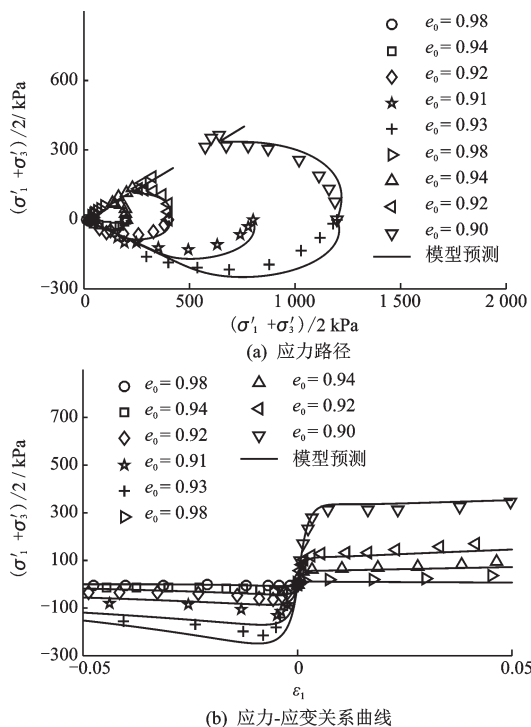 600
300
0
−300
(σ′₁ +σ′₃)/2/ kPa
e₀= 0.98
e₀= 0.94
e₀= 0.92
e₀= 0.91
e₀= 0.93
e₀= 0.98
e₀= 0.94
e₀= 0.92
e₀= 0.90
模型预测
0
500
1 000
1 500
2 000
(σ′₁ +σ′₃)/2 kPa
(a) 应力路径
700
500
300
100
−100
−300
(σ′₁ +σ′₃)/2 / kPa
e₀= 0.98
e₀= 0.94
e₀= 0.92
e₀= 0.91
e₀= 0.93
e₀= 0.98
e₀= 0.94
e₀= 0.92
e₀= 0.90
模型预测
−0.05
0
0.05
ε₁
(b) 应力-应变关系曲线